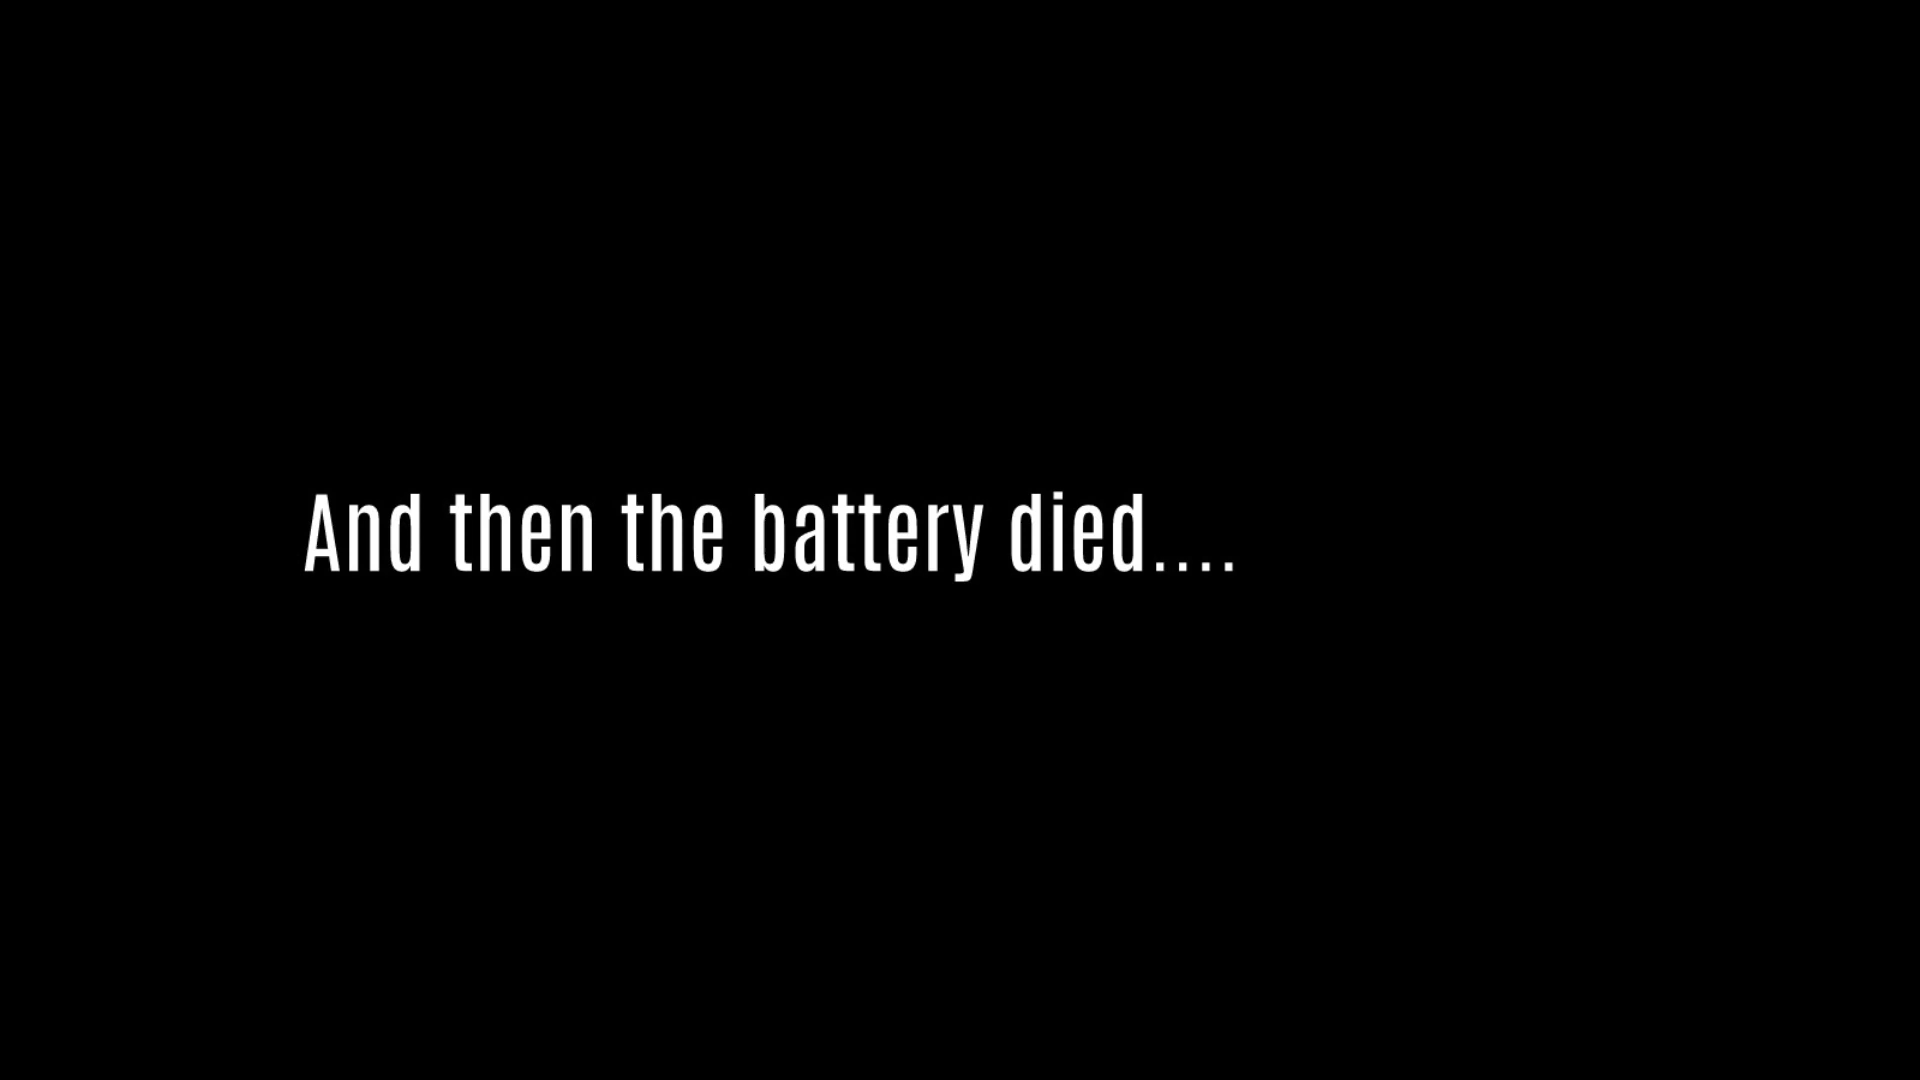 And then the battery died....